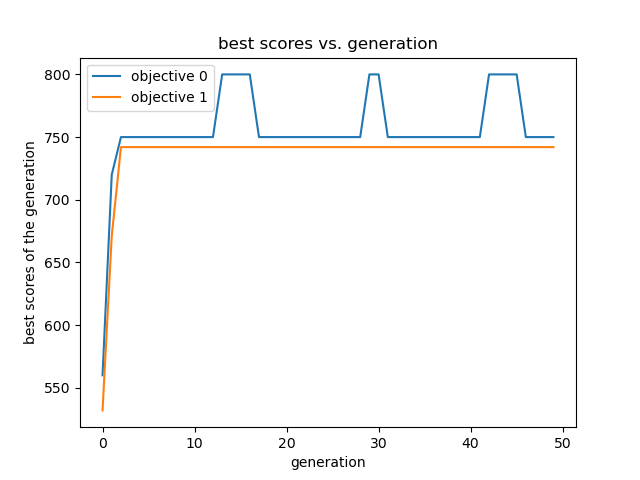 best scores vs. generation
objective 0
objective 1
best scores of the generation
800
750
700
650
600
550
0 10 20 30 40 50
generation